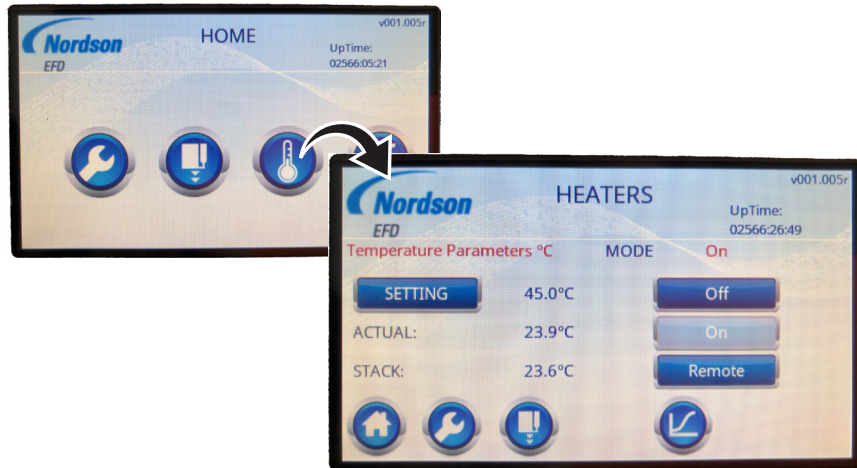 v001.005r
Nordson
EFD
HOME
UpTime:
02566:05:21
v001.005r
Nordson
EFD
HEATERS
UpTime:
02566:26:49
Temperature Parameters ºC MODE On
SETTING 45.0°C Off
ACTUAL: 23.9°C On
STACK: 23.6°C Remote